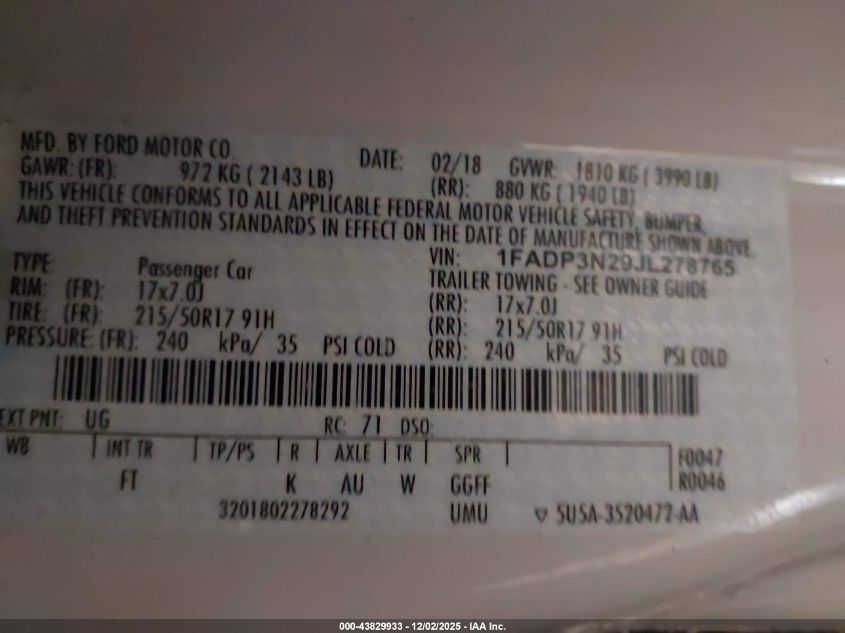 MFD. BY FORD MOTOR CO.
DATE: 02/18 GVWR: 1810 KG ( 3990 LB)
GAWR: (FR): 972 KG ( 2143 LB) (RR): 880 KG ( 1940 LB)
THIS VEHICLE CONFORMS TO ALL APPLICABLE FEDERAL MOTOR VEHICLE SAFETY, BUMPER,
AND THEFT PREVENTION STANDARDS IN EFFECT ON THE DATE OF MANUFACTURE SHOWN ABOVE.
VIN: 1FADP3N29JL278765
TYPE: Passenger Car TRAILER TOWING - SEE OWNER GUIDE
RIM: (FR): 17x7.0J (RR): 17x7.0J
TIRE: (FR): 215/50R17 91H (RR): 215/50R17 91H
PRESSURE: (FR): 240 kPa/ 35 PSI COLD (RR): 240 kPa/ 35 PSI COLD
EXT PNT: UG RC: 71 DSO:
WB INT TR TP/PS R AXLE TR SPR F0047
FT K AU W GGFF R0046
3201802278292 UMU ▽ 5U5A-3520472-AA
000-43829933 - 12/02/2025 - IAA Inc.